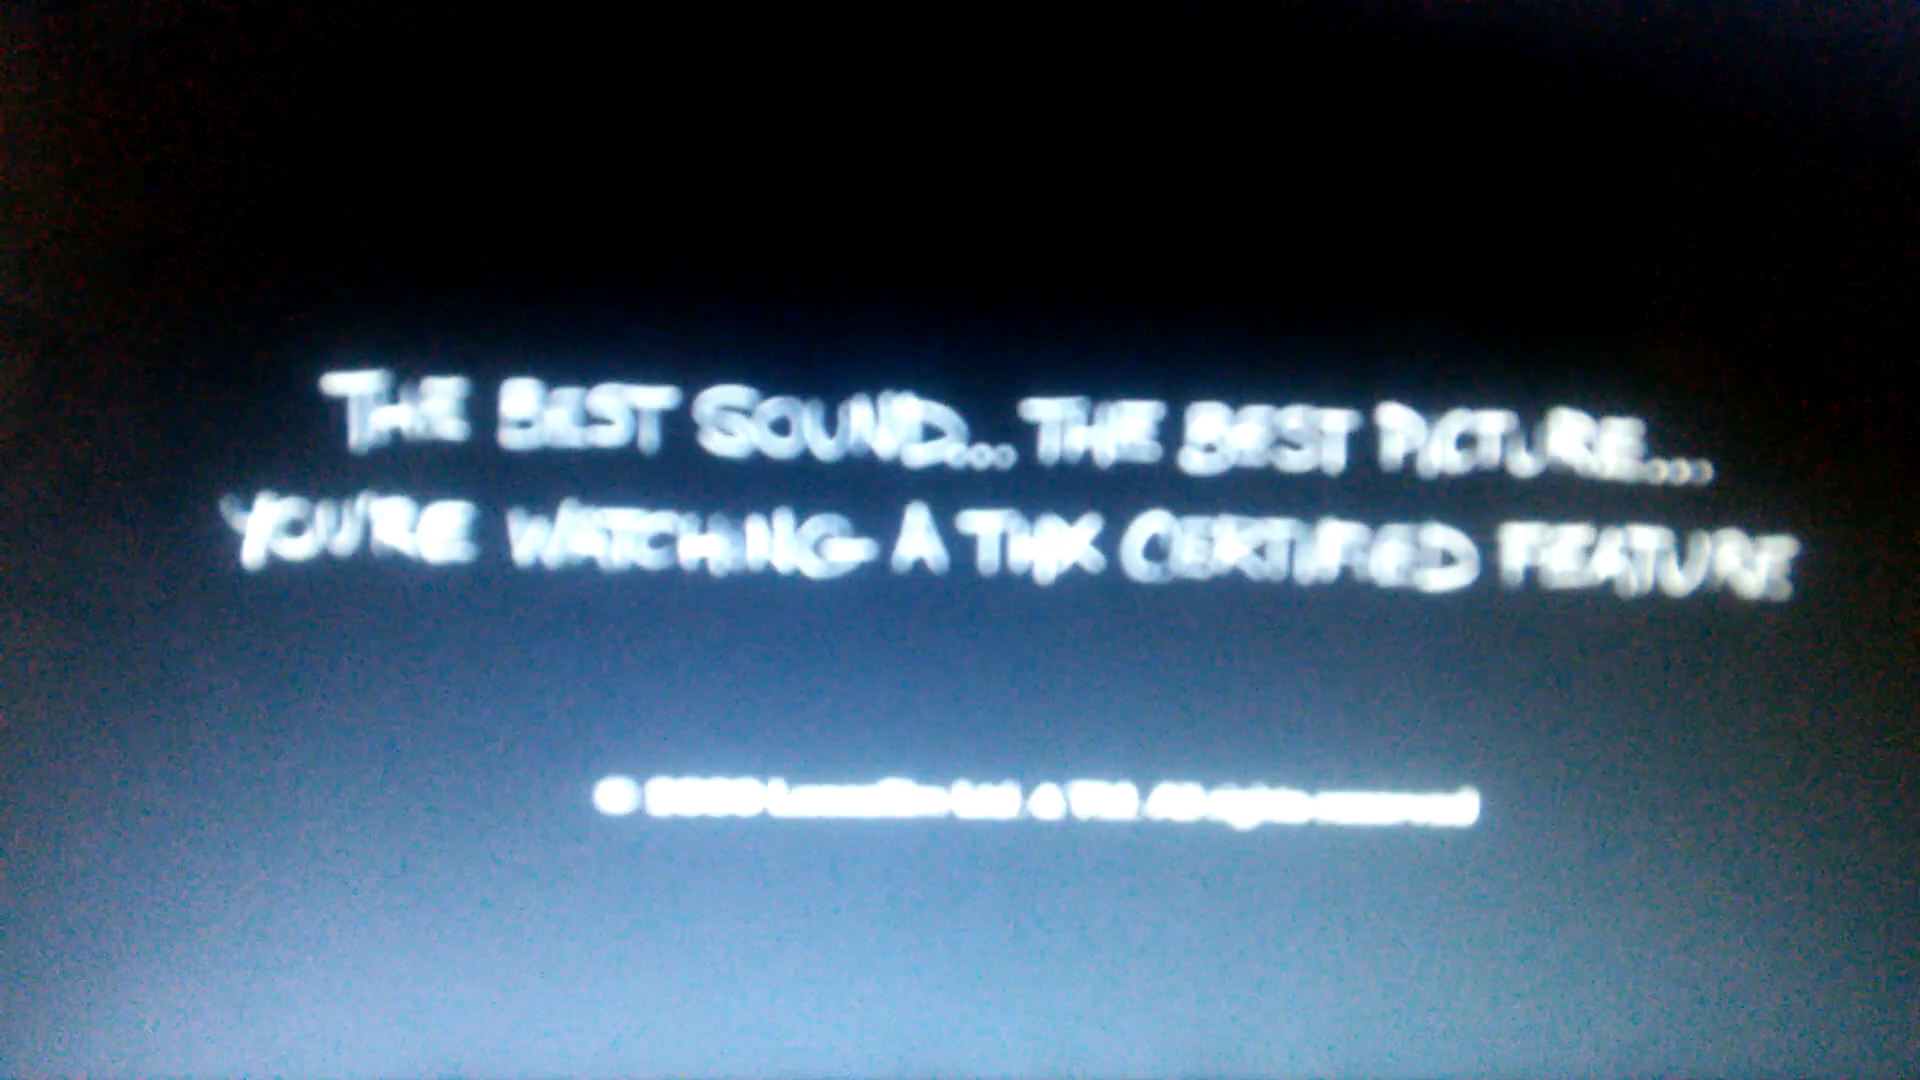 THE BEST SOUND... THE BEST PICTURE...
YOU'RE WATCHING A THX CERTIFIED FEATURE
©